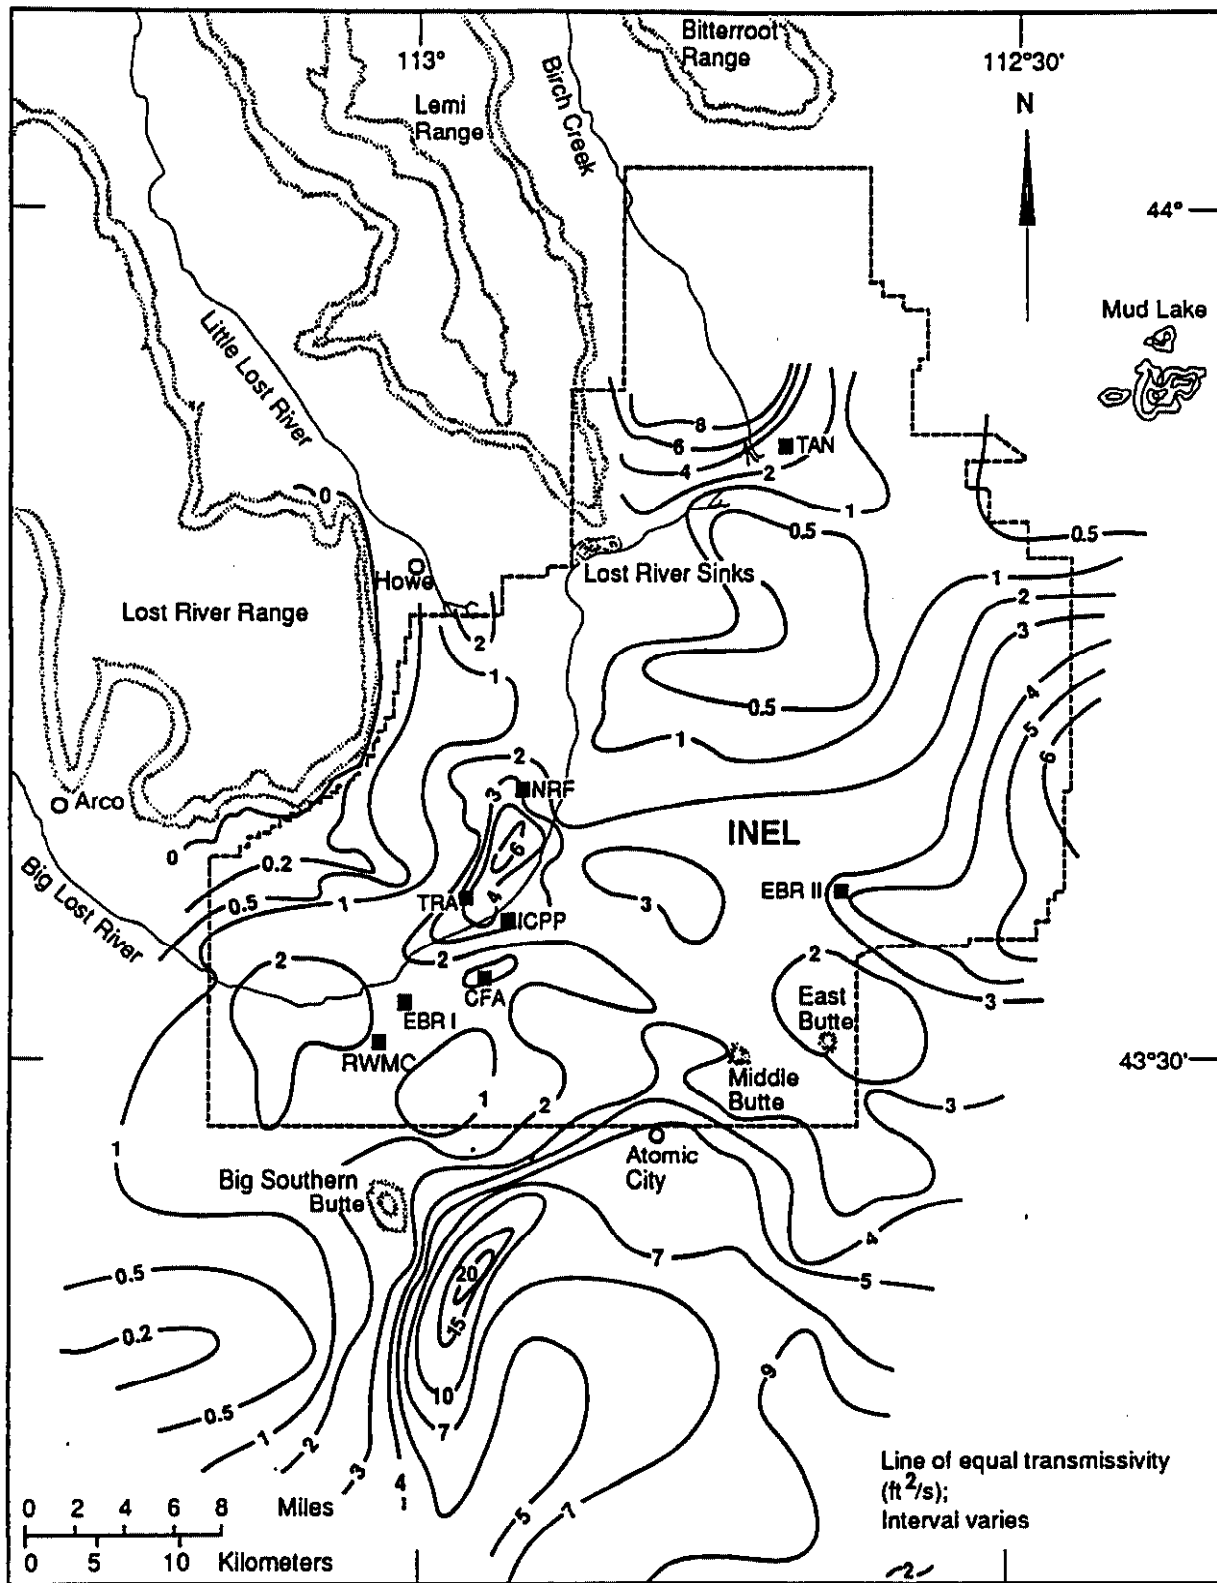 Bitterroot
Range
113°
112°30'
Birch Creek
Lemi
Range
N
44°
Mud Lake
Little Lost River
8
6
TAN
4
2
1
0
0.5
0.5
Howe
Lost River Sinks
1
Lost River Range
2
2
3
1
4
0.5
5
1
2
6
NRF
3
Arco
INEL
6
0
0.2
EBR II
TRA
4
3
0.5
1
ICPP
Big Lost River
2
2
2
CFA
3
East
Butte
EBR I
RWMC
43°30'
Middle
Butte
1
2
3
1
Atomic
City
Big Southern
Butte
4
7
5
0.5
20
15
0.2
9
10
0.5
7
1
2
3
4
5
7
Line of equal transmissivity
(ft²/s);
Interval varies
0 2 4 6 8 Miles
0 5 10 Kilometers
2